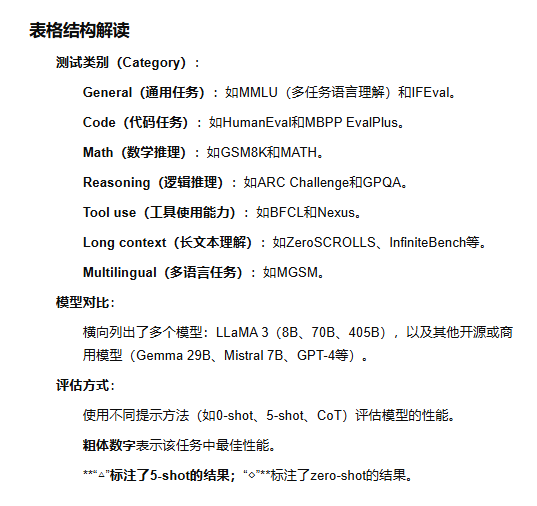 表格结构解读
测试类别（Category）：
General（通用任务）：如MMLU（多任务语言理解）和IFEval。
Code（代码任务）：如HumanEval和MBPP EvalPlus。
Math（数学推理）：如GSM8K和MATH。
Reasoning（逻辑推理）：如ARC Challenge和GPQA。
Tool use（工具使用能力）：如BFCL和Nexus。
Long context（长文本理解）：如ZeroSCROLLS、InfiniteBench等。
Multilingual（多语言任务）：如MGSM。
模型对比：
横向列出了多个模型：LLaMA 3（8B、70B、405B），以及其他开源或商
用模型（Gemma 29B、Mistral 7B、GPT-4等）。
评估方式：
使用不同提示方法（如0-shot、5-shot、CoT）评估模型的性能。
粗体数字表示该任务中最佳性能。
**“△”标注了5-shot的结果；“◇”**标注了zero-shot的结果。